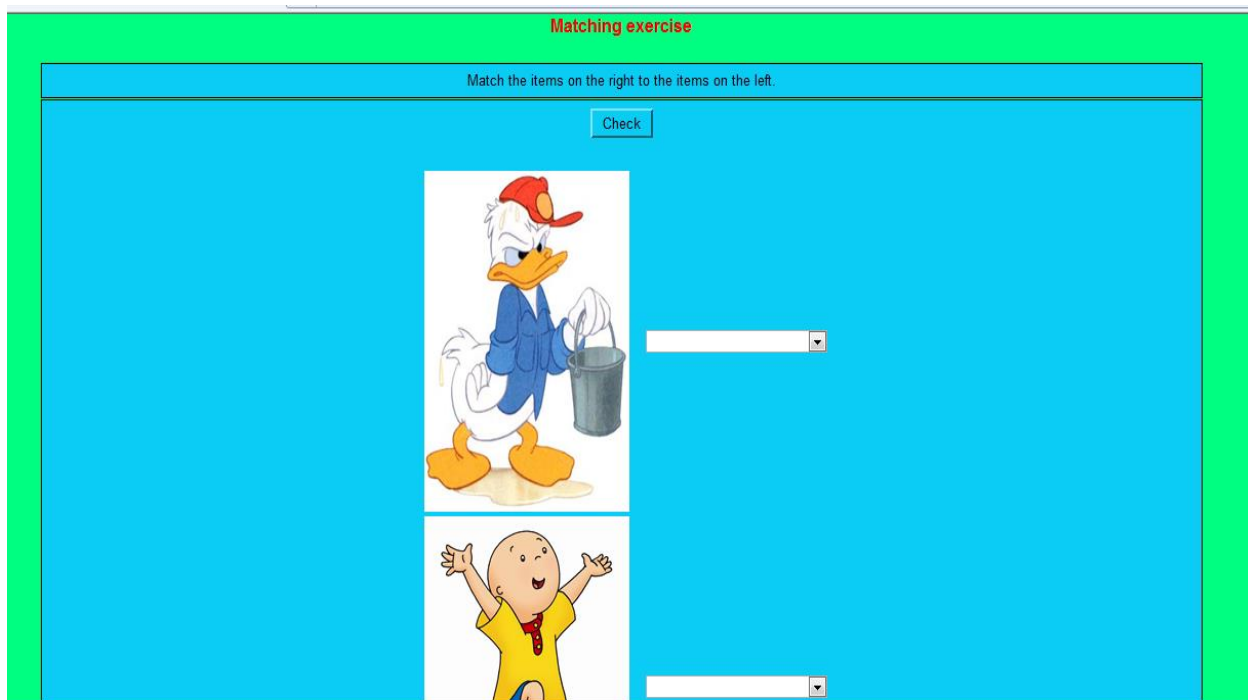 Matching exercise
Match the items on the right to the items on the left.
Check